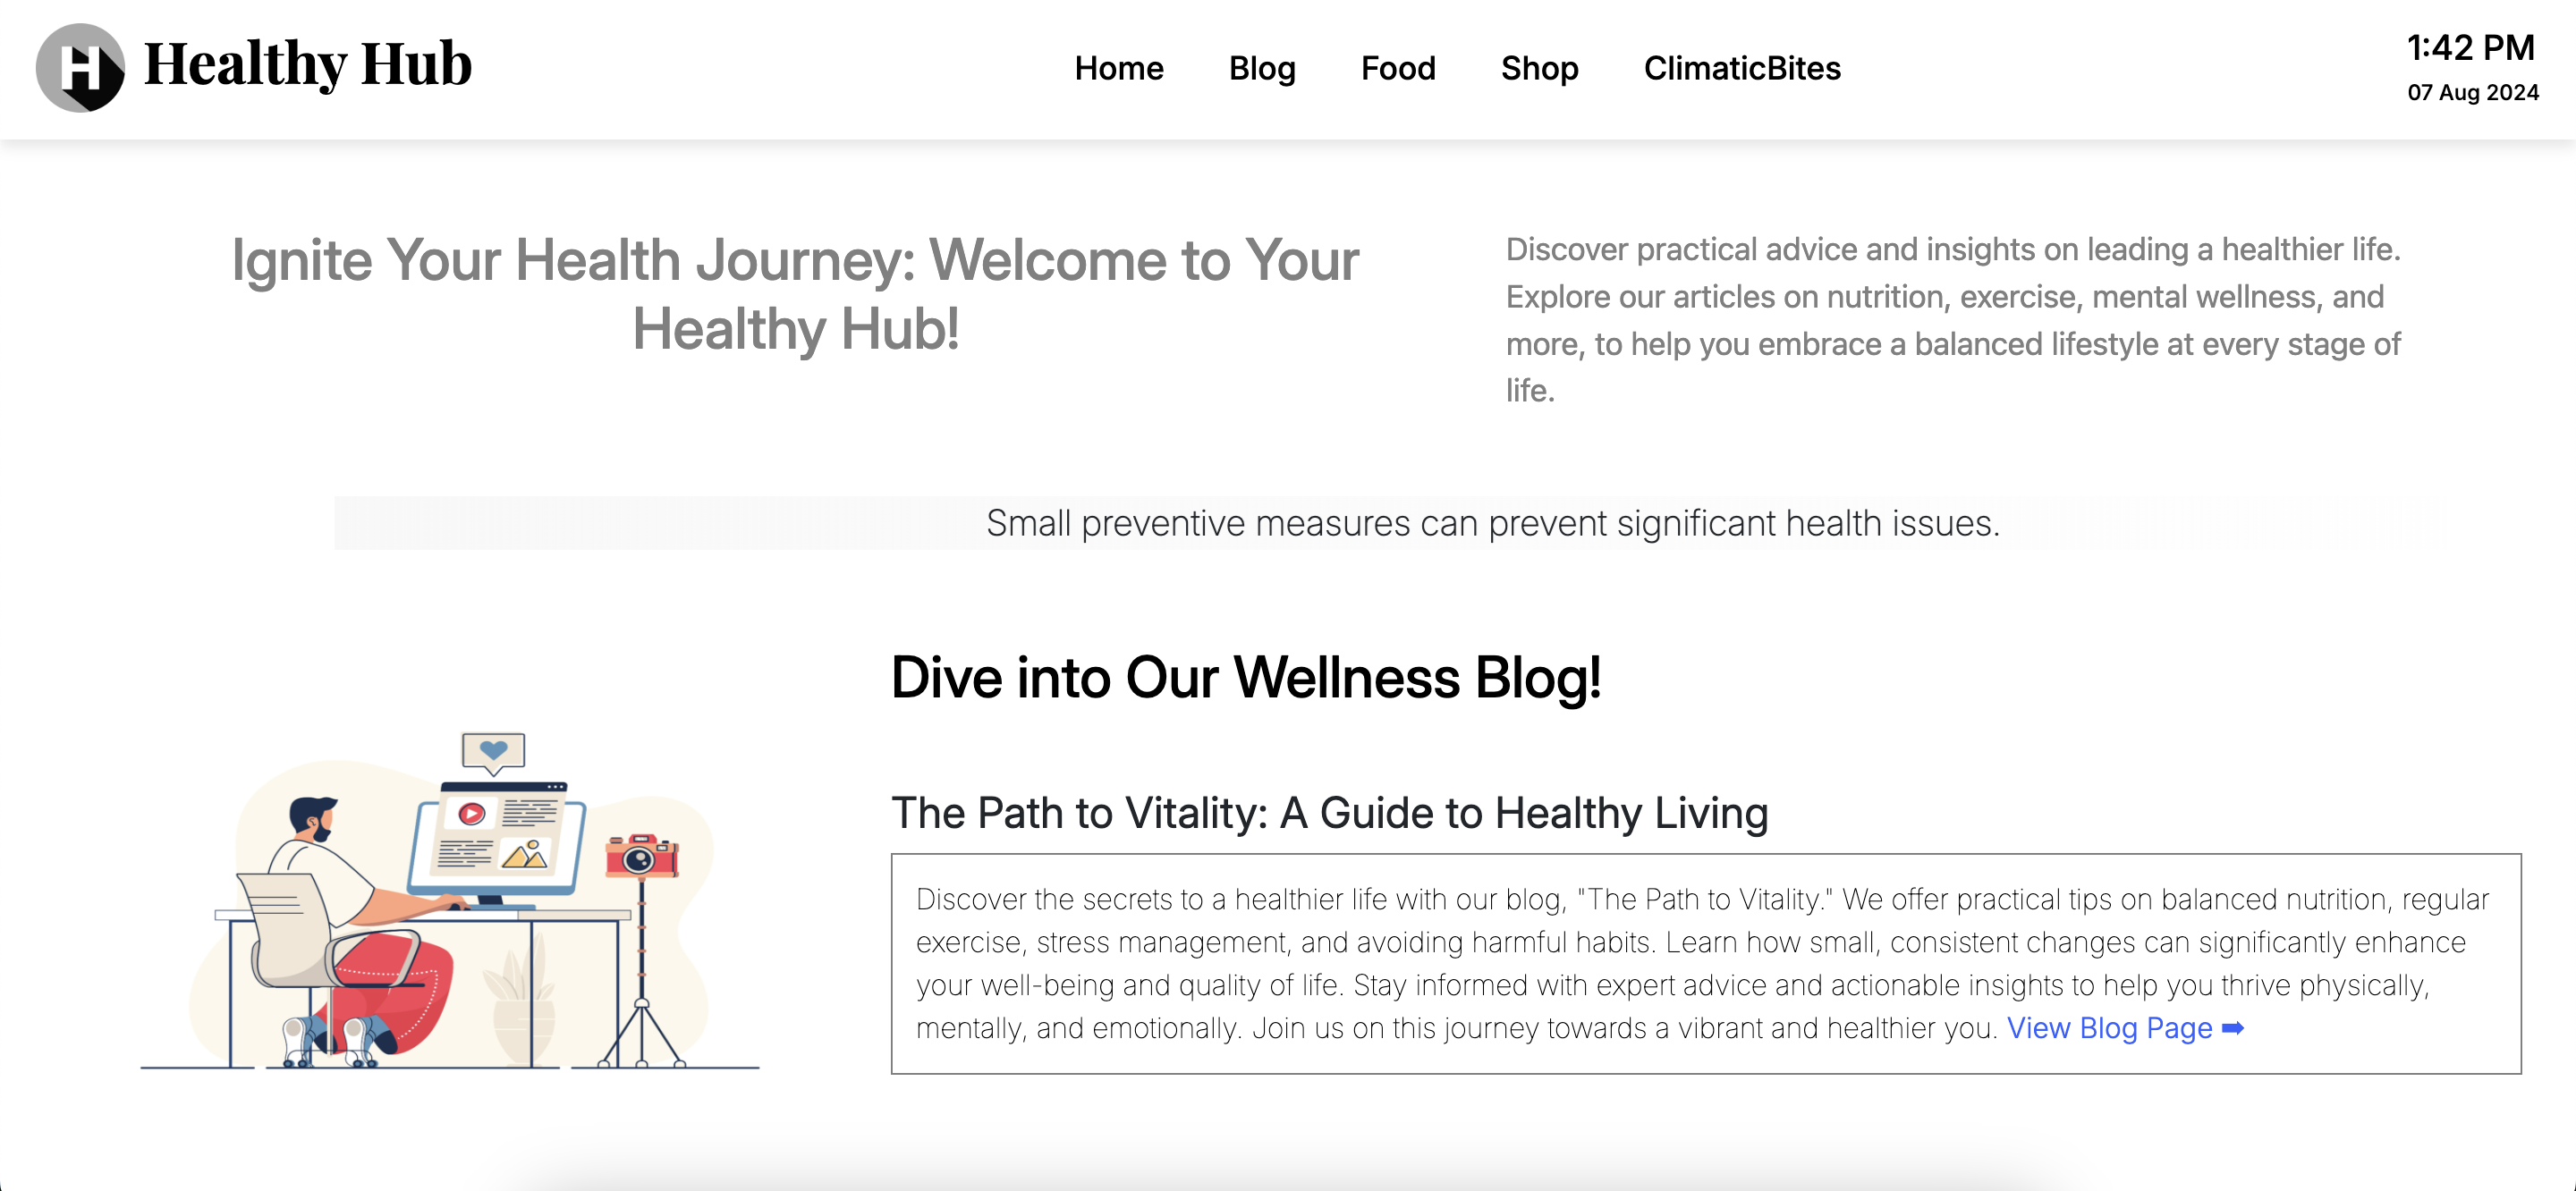 H Healthy Hub
Home Blog Food Shop ClimaticBites
1:42 PM
07 Aug 2024
Ignite Your Health Journey: Welcome to Your
Healthy Hub!
Discover practical advice and insights on leading a healthier life.
Explore our articles on nutrition, exercise, mental wellness, and
more, to help you embrace a balanced lifestyle at every stage of
life.
Small preventive measures can prevent significant health issues.
Dive into Our Wellness Blog!
The Path to Vitality: A Guide to Healthy Living
Discover the secrets to a healthier life with our blog, "The Path to Vitality." We offer practical tips on balanced nutrition, regular
exercise, stress management, and avoiding harmful habits. Learn how small, consistent changes can significantly enhance
your well-being and quality of life. Stay informed with expert advice and actionable insights to help you thrive physically,
mentally, and emotionally. Join us on this journey towards a vibrant and healthier you. View Blog Page ➡